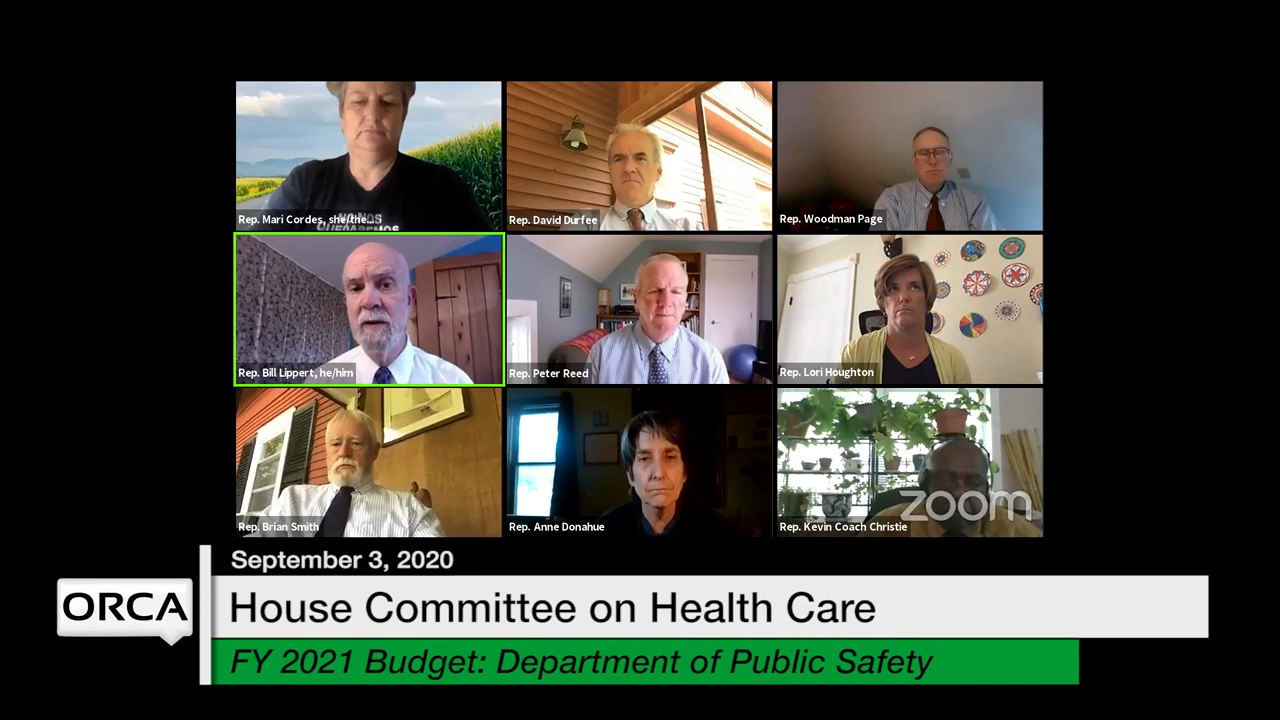 Rep. Mari Cordes, she/the...
Rep. David Durfee
Rep. Woodman Page
Rep. Bill Lippert, he/him
Rep. Peter Reed
Rep. Lori Houghton
Rep. Brian Smith
Rep. Anne Donahue
zoom
Rep. Kevin Coach Christie
September 3, 2020
ORCA
House Committee on Health Care
FY 2021 Budget: Department of Public Safety